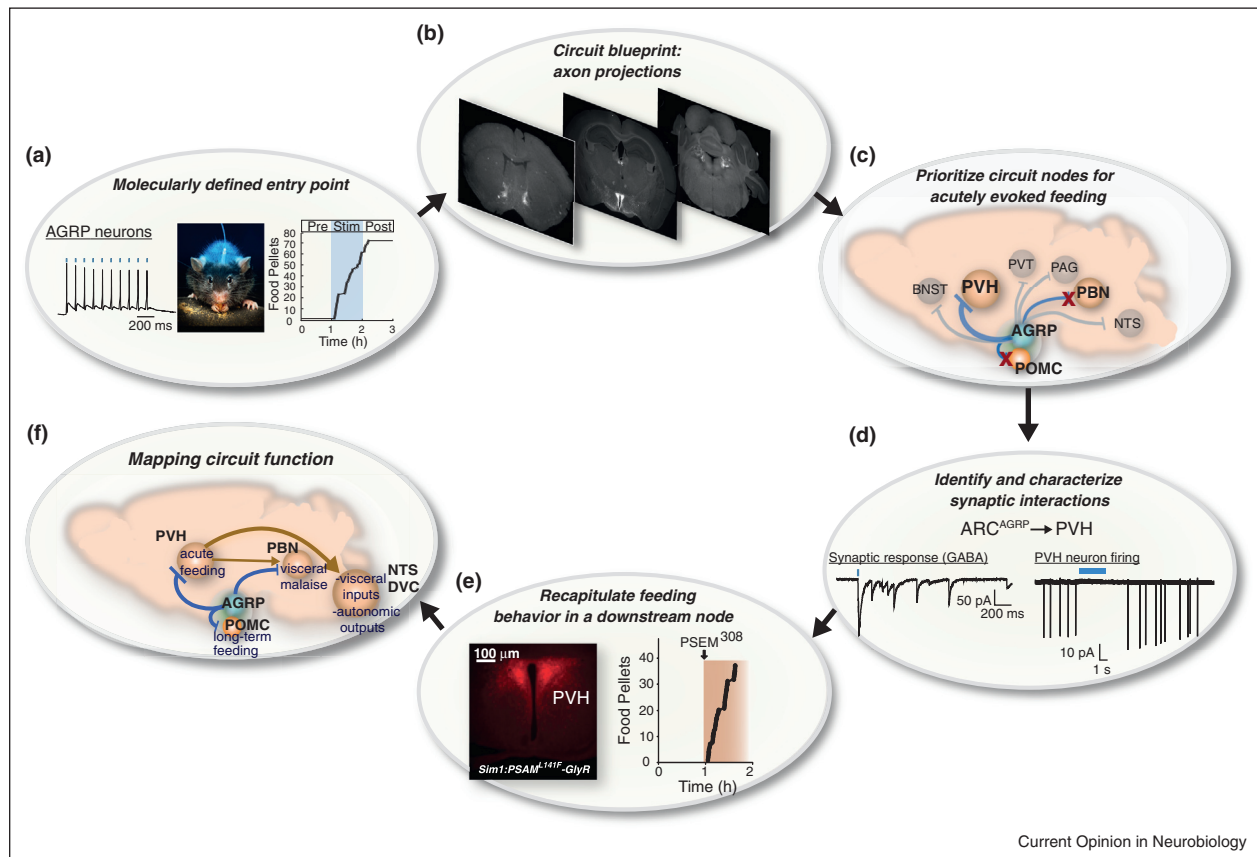 (a)
Molecularly defined entry point
AGRP neurons
200 ms
Pre Stim Post
Food Pellets
80
70
60
50
40
30
20
10
0
0 1 2 3
Time (h)
(b)
Circuit blueprint:
axon projections
(c)
Prioritize circuit nodes for
acutely evoked feeding
BNST
PVH
PVT
PAG
X PBN
AGRP
NTS
X
POMC
(d)
Identify and characterize
synaptic interactions
ARC^AGRP → PVH
Synaptic response (GABA)
50 pA
200 ms
PVH neuron firing
10 pA
1 s
(e)
Recapitulate feeding
behavior in a downstream node
100 µm
PVH
Sim1:PSAM^L141F-GlyR
PSEM^308
Food Pellets
40
30
20
10
0
0 1 2
Time (h)
(f)
Mapping circuit function
PVH
acute
feeding
PBN
visceral
malaise
NTS
DVC
-visceral
inputs
-autonomic
outputs
AGRP
POMC
long-term
feeding
Current Opinion in Neurobiology